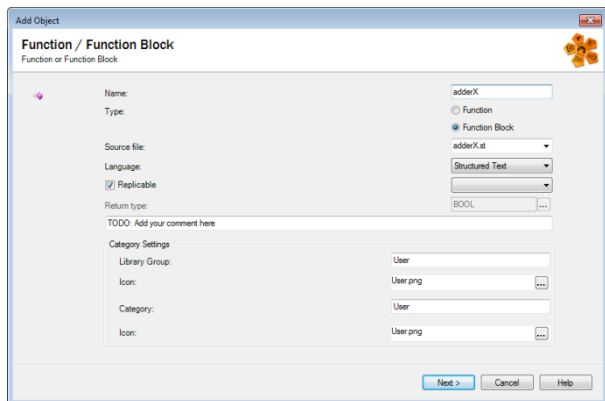 Add Object
Function / Function Block
Function or Function Block
Name: adderX
Type: Function
Function Block
Source file: adderX.st
Language: Structured Text
Replicable
Return type: BOOL ...
TODO: Add your comment here
Category Settings
Library Group: User
Icon: User.png ...
Category: User
Icon: User.png ...
Next > Cancel Help